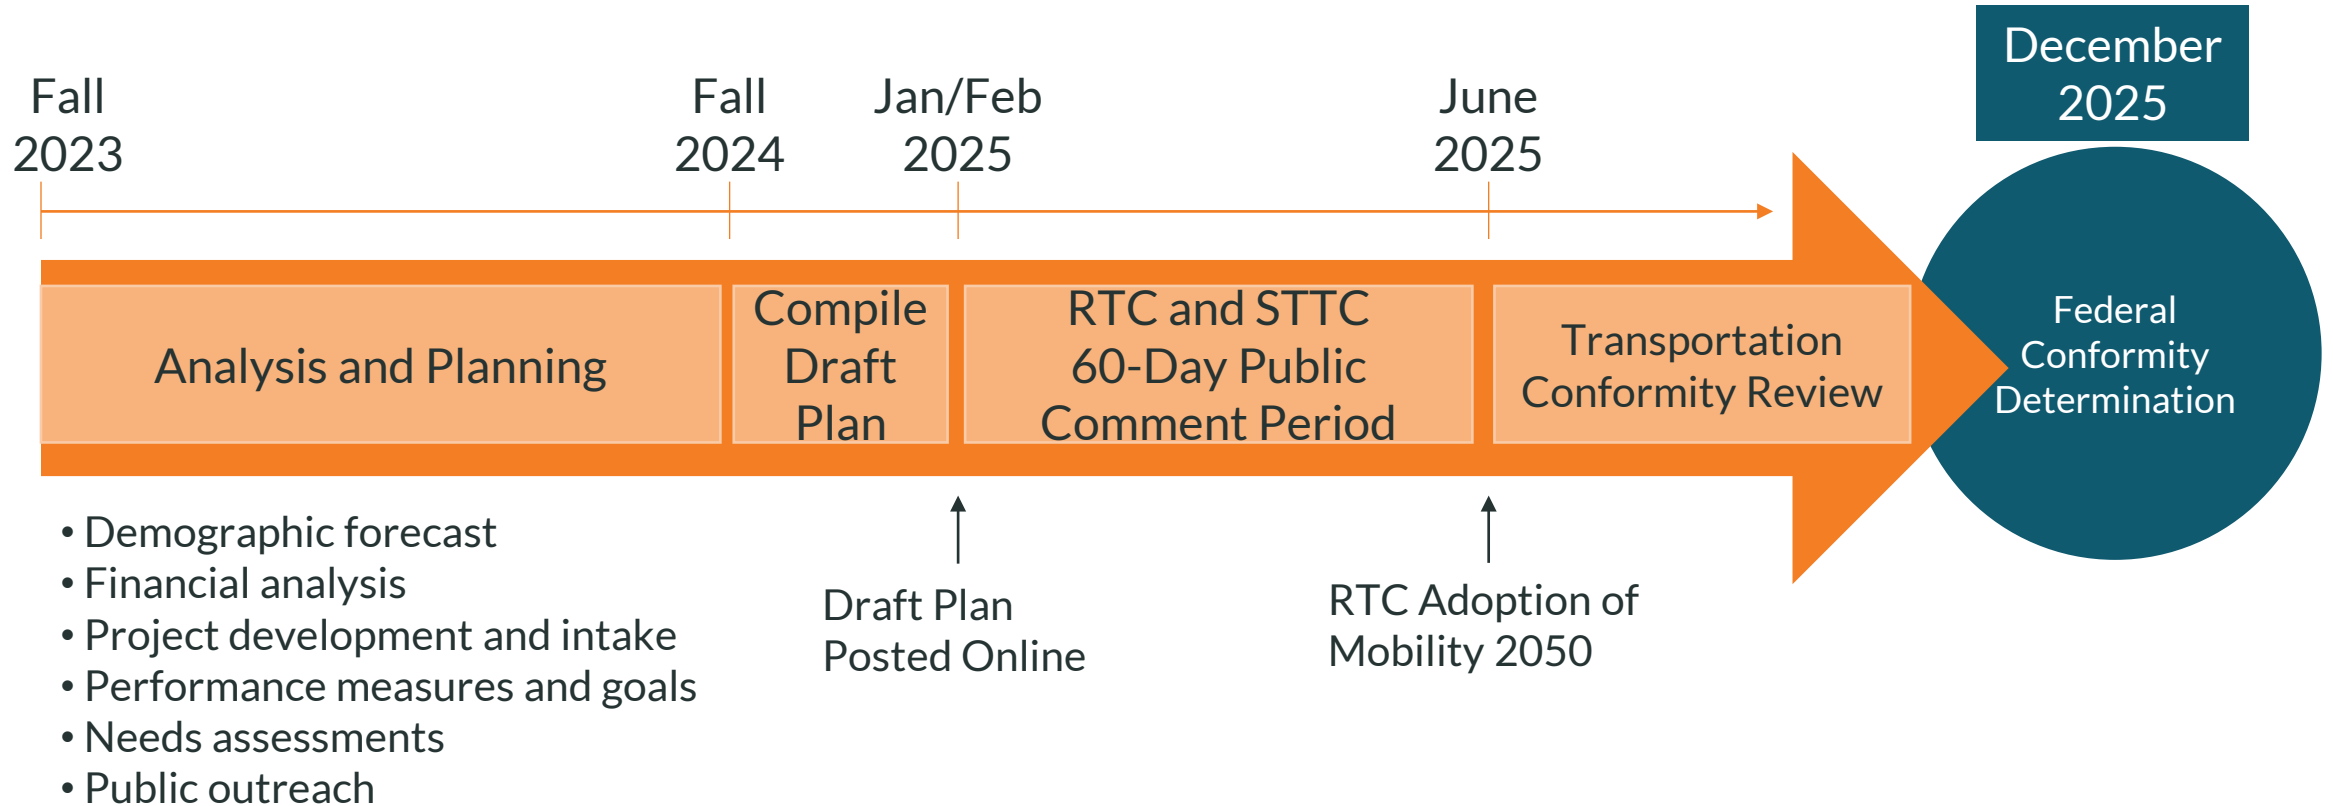 Fall
2023
Fall
2024
Jan/Feb
2025
June
2025
December
2025
Analysis and Planning
Compile
Draft
Plan
RTC and STTC
60-Day Public
Comment Period
Transportation
Conformity Review
Federal
Conformity
Determination
• Demographic forecast
• Financial analysis
• Project development and intake
• Performance measures and goals
• Needs assessments
• Public outreach
Draft Plan
Posted Online
RTC Adoption of
Mobility 2050